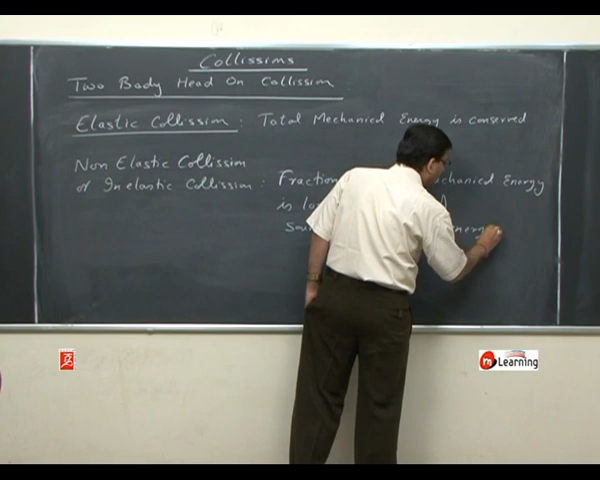 Collissims
Two Body Head On Collissim
Elastic Collissim : Total Mechanical Energy is conserved
Non Elastic Collissim
or Inelastic Collissim : Fraction Mechanical Energy
is
energy
m Learning